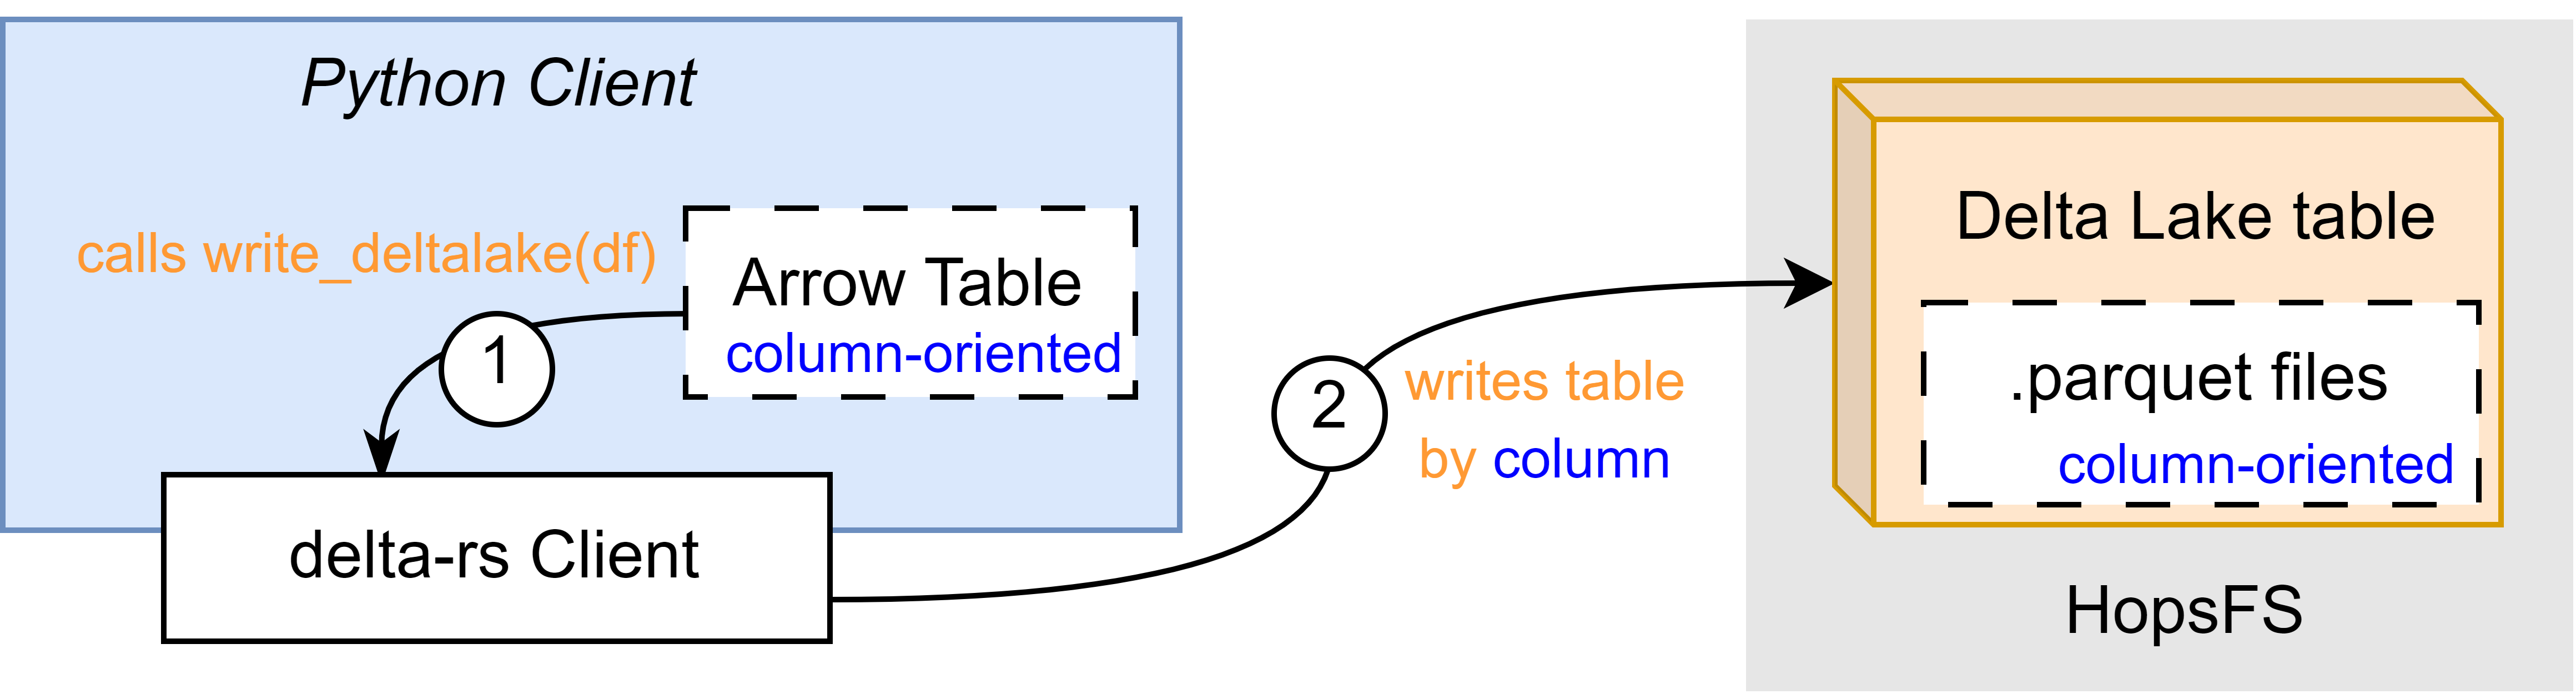 Python Client
calls write_deltalake(df)
Arrow Table
column-oriented
1
delta-rs Client
2
writes table
by column
Delta Lake table
.parquet files
column-oriented
HopsFS